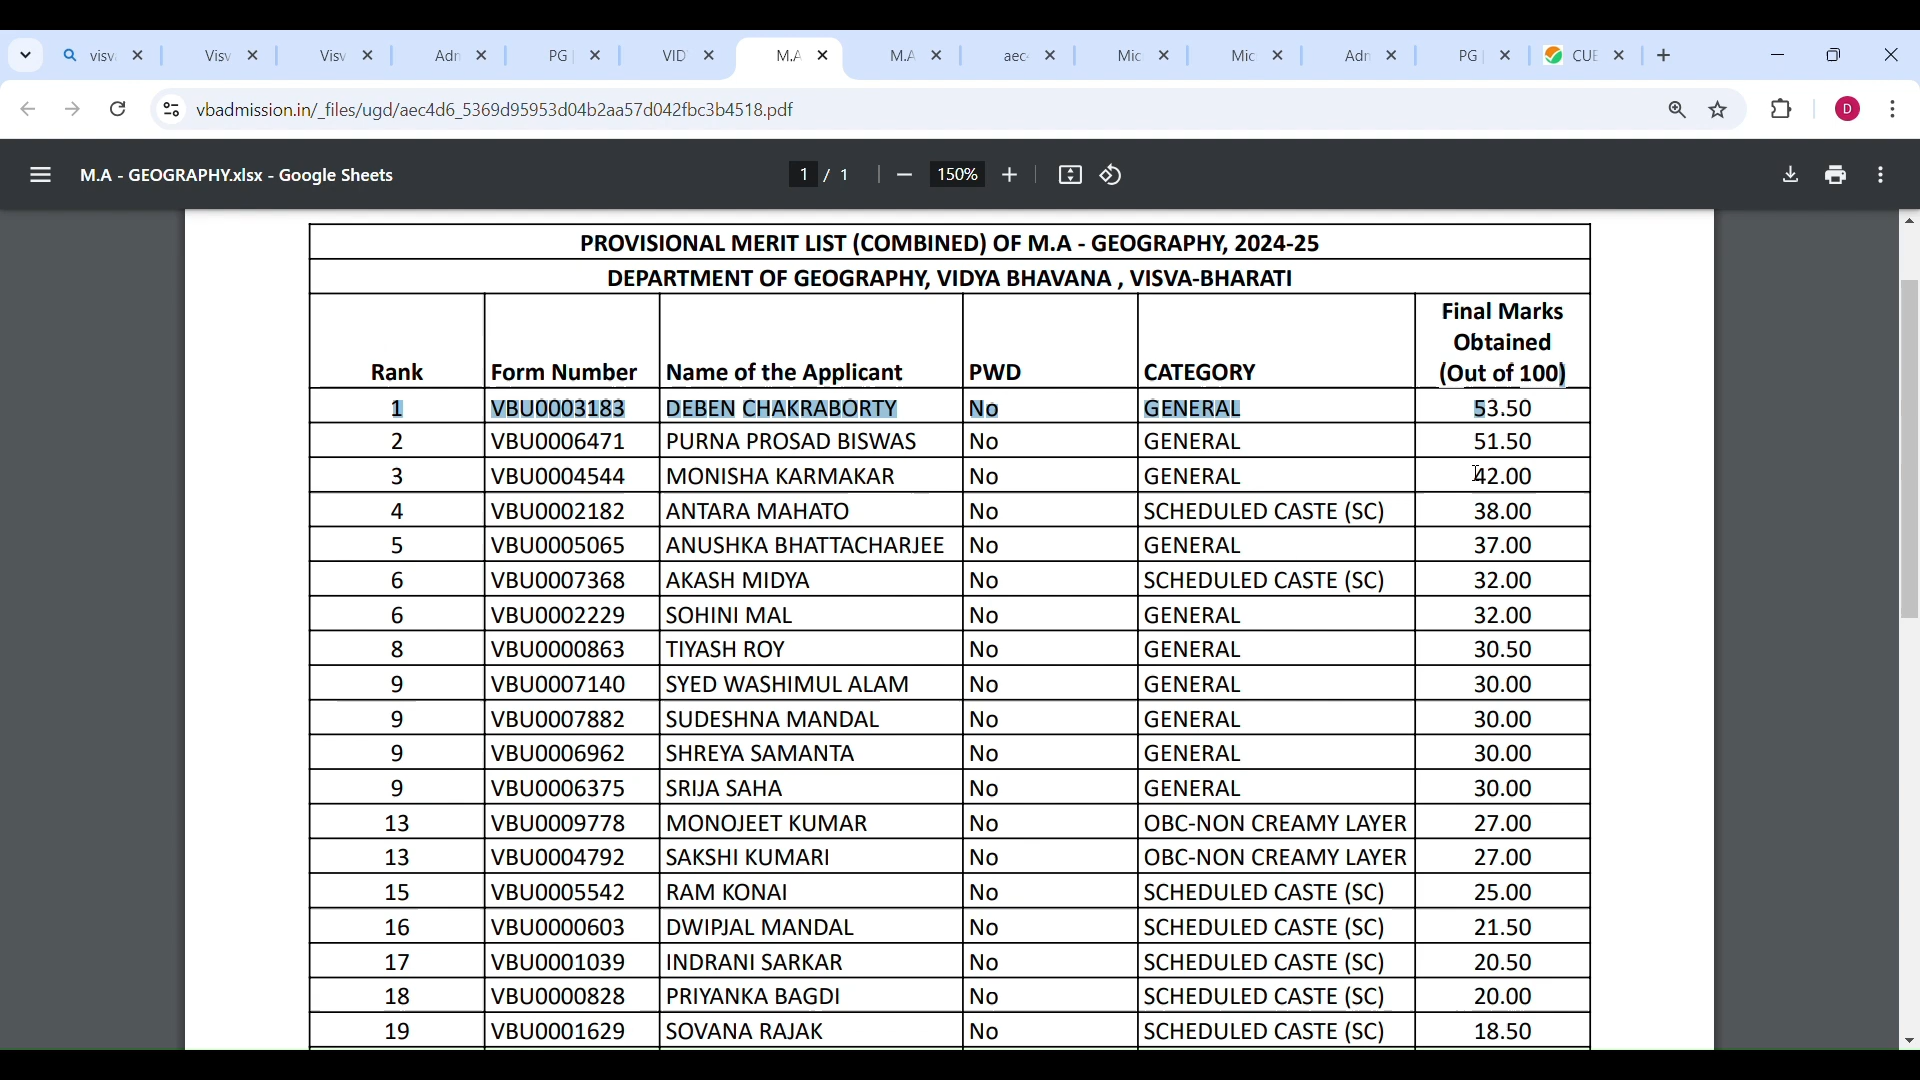 visv Visv Visv Adn PG VID M.A M.A aec- Mic Mic Adn PG CUE
vbadmission.in/_files/ugd/aec4d6_5369d95953d04b2aa57d042fbc3b4518.pdf D
M.A - GEOGRAPHY.xlsx - Google Sheets 1 / 1 150%
PROVISIONAL MERIT LIST (COMBINED) OF M.A - GEOGRAPHY, 2024-25
DEPARTMENT OF GEOGRAPHY, VIDYA BHAVANA , VISVA-BHARATI
Rank Form Number Name of the Applicant PWD CATEGORY Final Marks Obtained (Out of 100)
1 VBU0003183 DEBEN CHAKRABORTY No GENERAL 53.50
2 VBU0006471 PURNA PROSAD BISWAS No GENERAL 51.50
3 VBU0004544 MONISHA KARMAKAR No GENERAL 42.00
4 VBU0002182 ANTARA MAHATO No SCHEDULED CASTE (SC) 38.00
5 VBU0005065 ANUSHKA BHATTACHARJEE No GENERAL 37.00
6 VBU0007368 AKASH MIDYA No SCHEDULED CASTE (SC) 32.00
6 VBU0002229 SOHINI MAL No GENERAL 32.00
8 VBU0000863 TIYASH ROY No GENERAL 30.50
9 VBU0007140 SYED WASHIMUL ALAM No GENERAL 30.00
9 VBU0007882 SUDESHNA MANDAL No GENERAL 30.00
9 VBU0006962 SHREYA SAMANTA No GENERAL 30.00
9 VBU0006375 SRIJA SAHA No GENERAL 30.00
13 VBU0009778 MONOJEET KUMAR No OBC-NON CREAMY LAYER 27.00
13 VBU0004792 SAKSHI KUMARI No OBC-NON CREAMY LAYER 27.00
15 VBU0005542 RAM KONAI No SCHEDULED CASTE (SC) 25.00
16 VBU0000603 DWIPJAL MANDAL No SCHEDULED CASTE (SC) 21.50
17 VBU0001039 INDRANI SARKAR No SCHEDULED CASTE (SC) 20.50
18 VBU0000828 PRIYANKA BAGDI No SCHEDULED CASTE (SC) 20.00
19 VBU0001629 SOVANA RAJAK No SCHEDULED CASTE (SC) 18.50